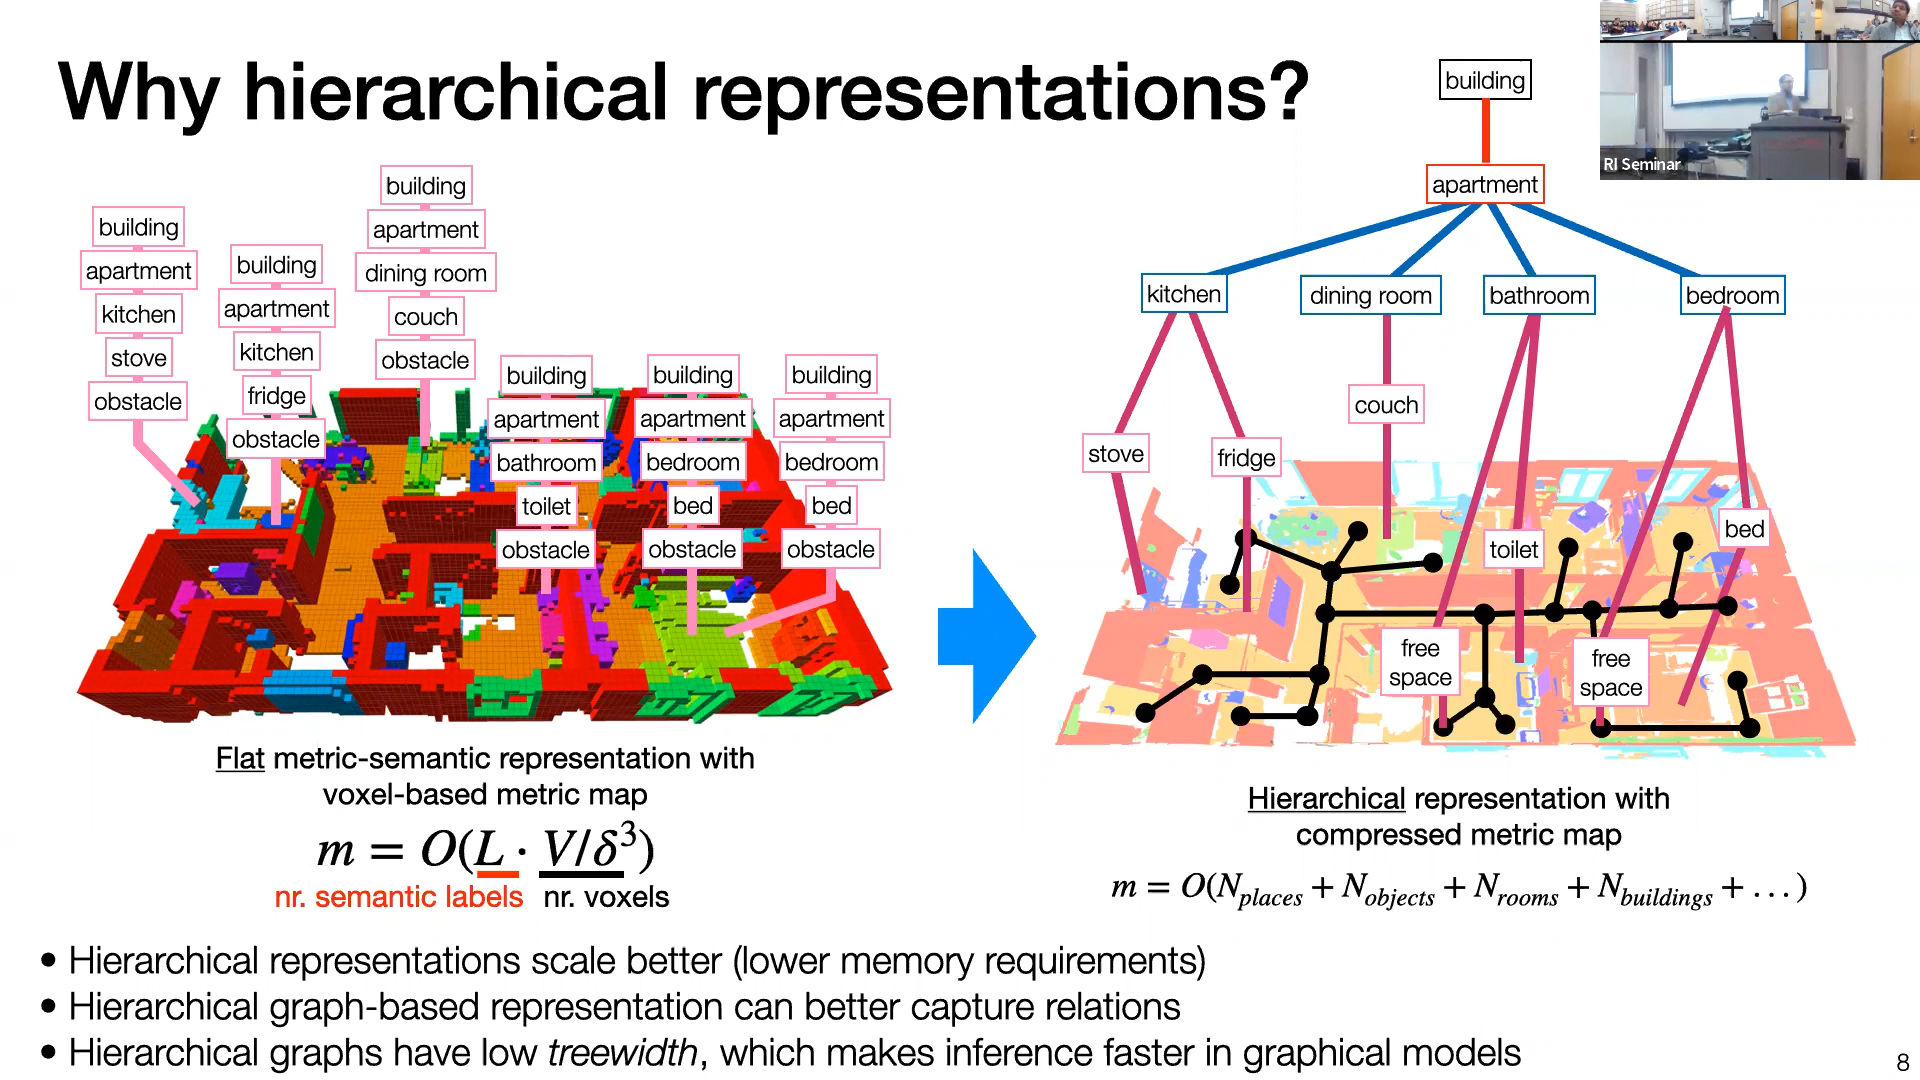 Why hierarchical representations?
RI Seminar
building
apartment
kitchen
stove
obstacle
building
apartment
kitchen
fridge
obstacle
building
apartment
dining room
couch
obstacle
building
apartment
bathroom
toilet
obstacle
building
apartment
bedroom
bed
obstacle
building
apartment
bedroom
bed
obstacle
Flat metric-semantic representation with
voxel-based metric map
m = O(L · V/δ³)
nr. semantic labels nr. voxels
building
apartment
kitchen
dining room
bathroom
bedroom
stove
fridge
couch
toilet
bed
free
space
free
space
Hierarchical representation with
compressed metric map
m = O(N_places + N_objects + N_rooms + N_buildings + . . . )
• Hierarchical representations scale better (lower memory requirements)
• Hierarchical graph-based representation can better capture relations
• Hierarchical graphs have low treewidth, which makes inference faster in graphical models
8